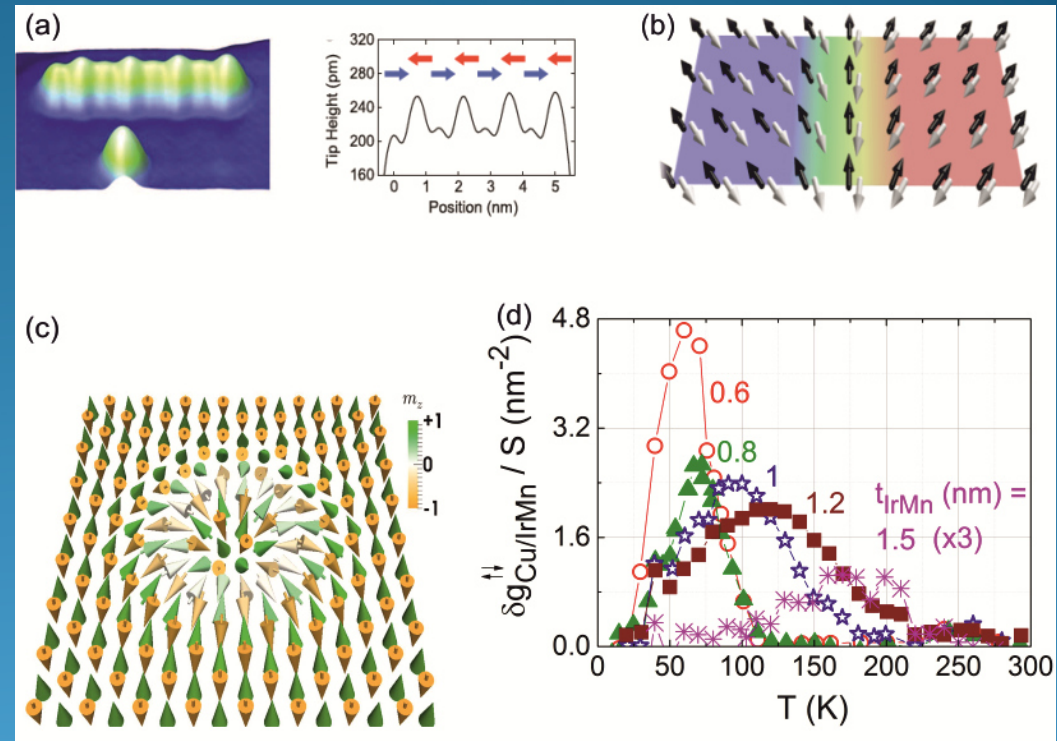 (a)
320
280
240
200
160
Tip Height (pm)
0 1 2 3 4 5
Position (nm)
(b)
(c)
m_z
+1
0
-1
(d)
4.8
3.2
1.6
0.0
δg↑↓Cu/IrMn / S (nm⁻²)
0.6
0.8
1
1.2
t_IrMn (nm) =
1.5 (x3)
0 50 100 150 200 250 300
T (K)